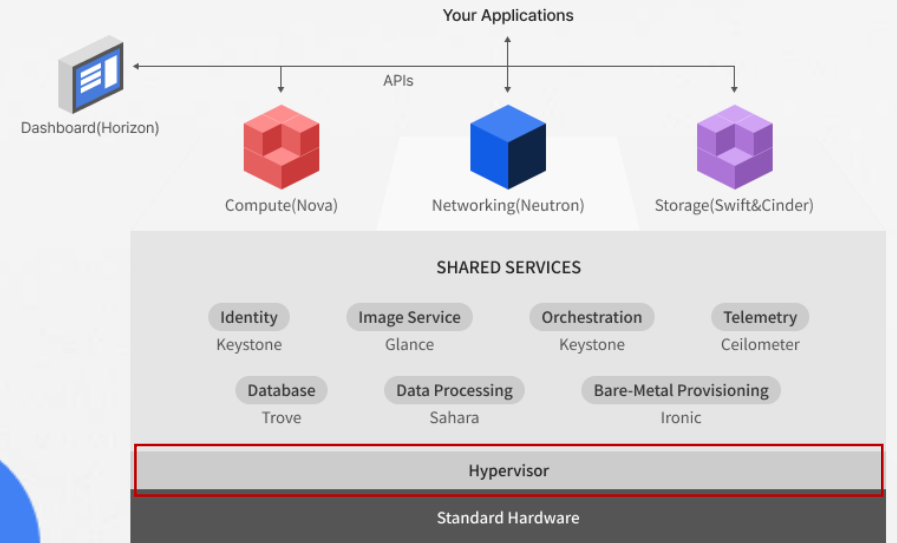 Your Applications
APIs
Dashboard(Horizon)
Compute(Nova)
Networking(Neutron)
Storage(Swift&Cinder)
SHARED SERVICES
Identity
Image Service
Orchestration
Telemetry
Keystone
Glance
Keystone
Ceilometer
Database
Data Processing
Bare-Metal Provisioning
Trove
Sahara
Ironic
Hypervisor
Standard Hardware